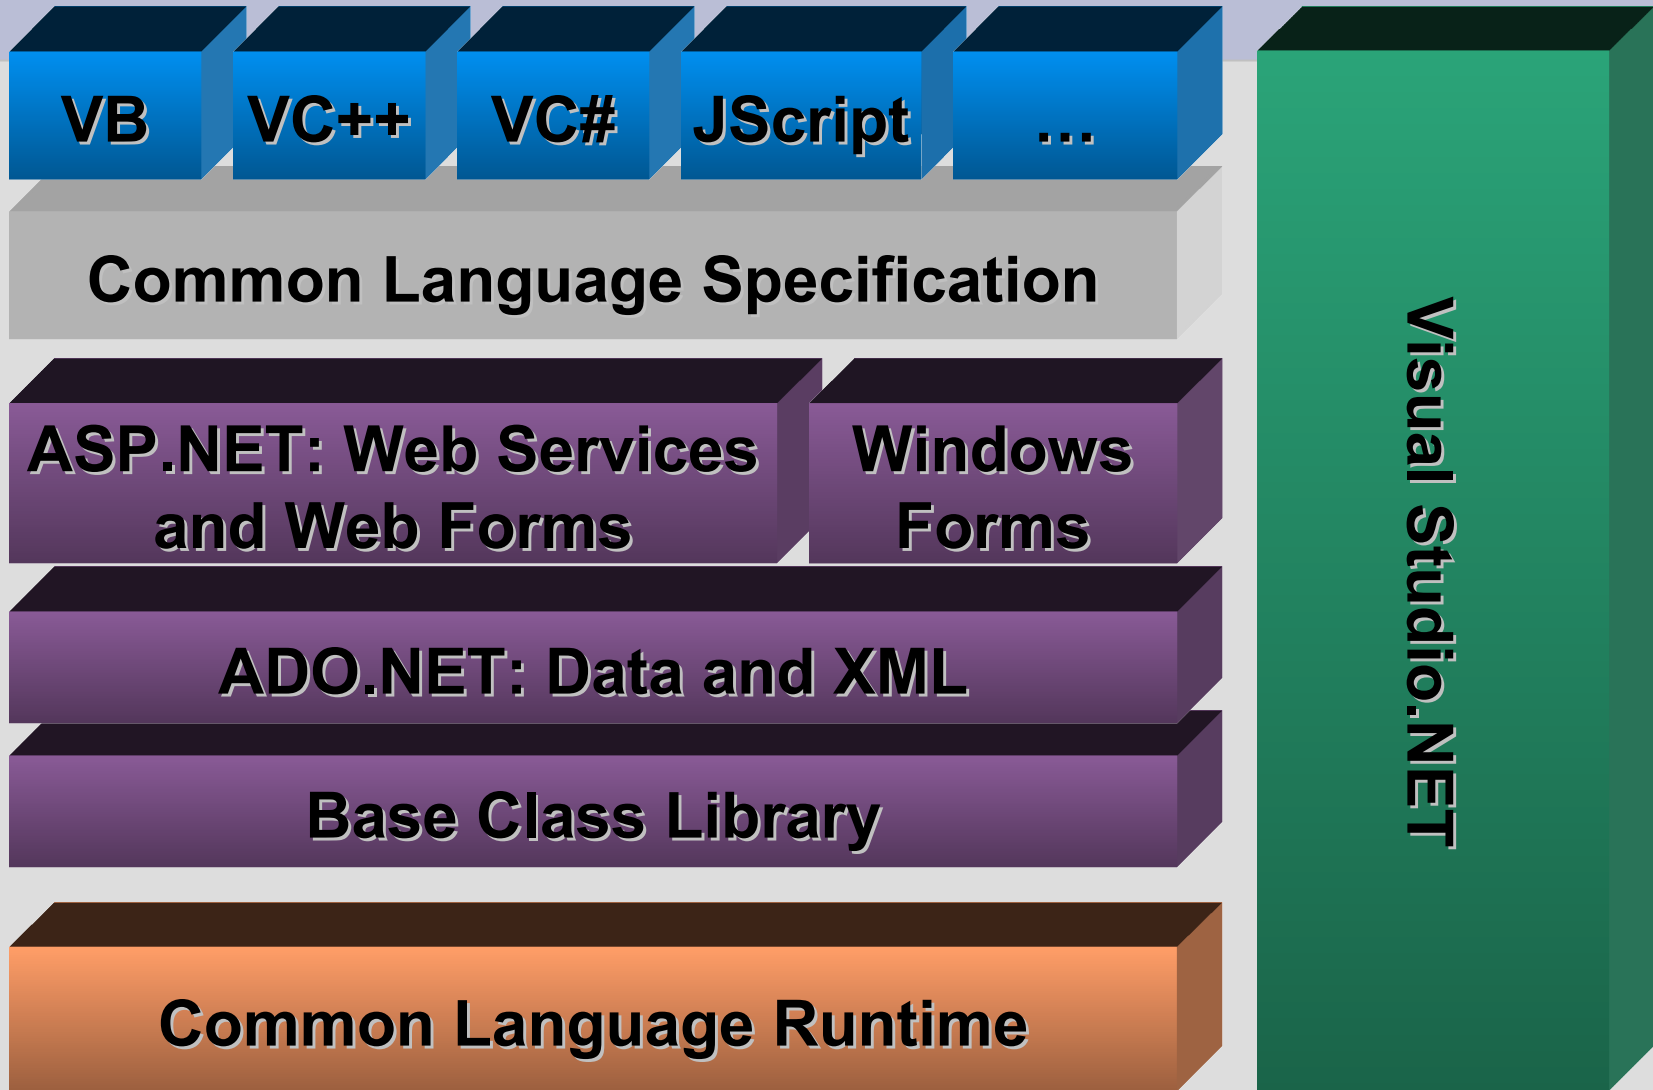 VB
VC++
VC#
JScript
...
Common Language Specification
ASP.NET: Web Services
and Web Forms
Windows
Forms
ADO.NET: Data and XML
Base Class Library
Common Language Runtime
Visual Studio.NET